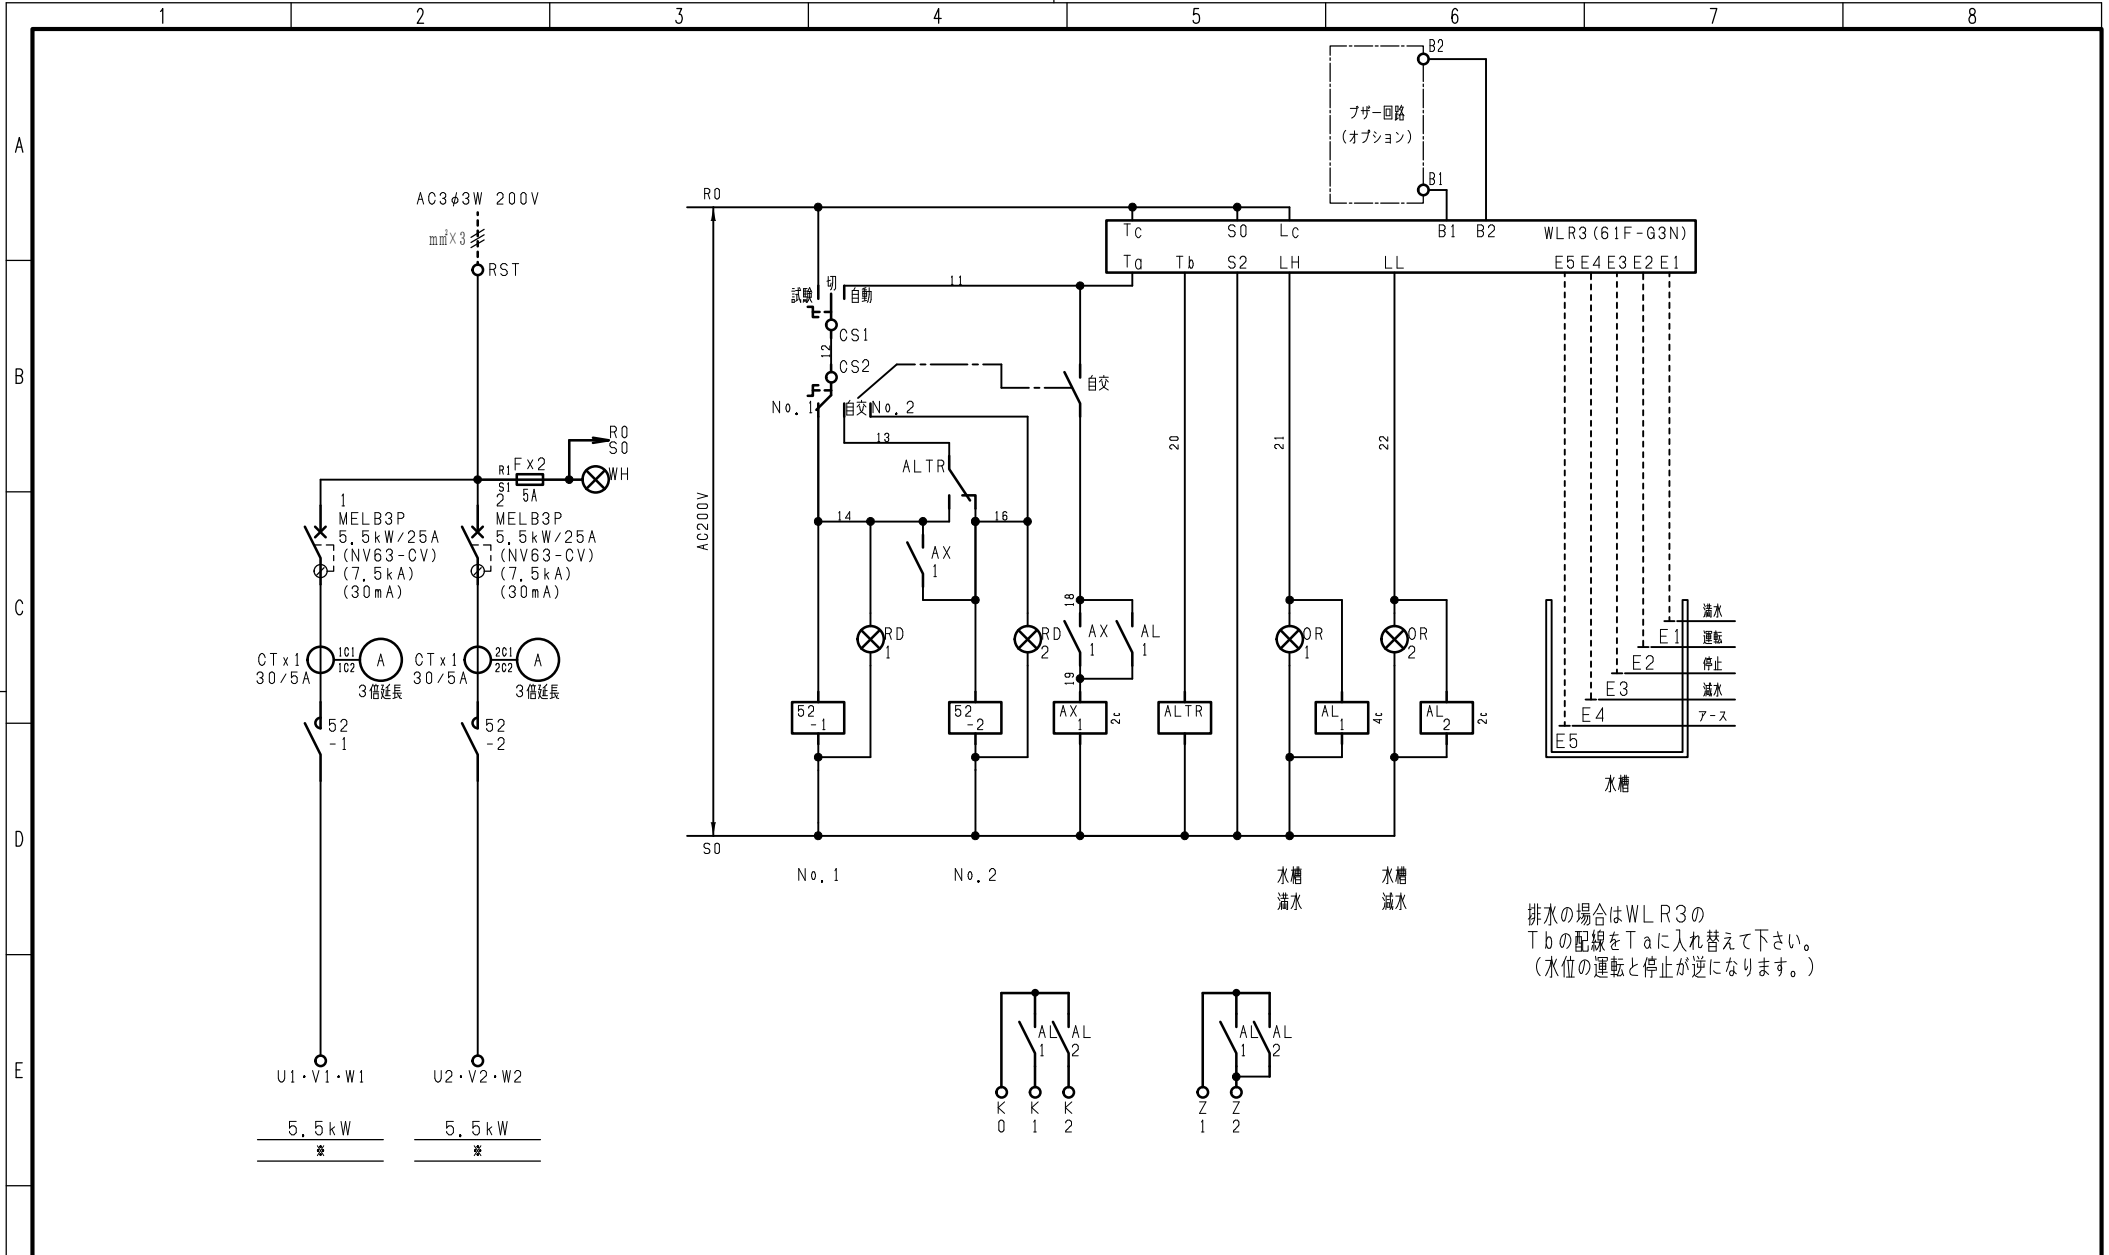 1 2 3 4 5 6 7 8
A
B
C
D
E
AC3φ3W 200V
mm²×3
RST
R0
S0
R1 F×2
S1 5A
WH
1
MELB3P
5.5kW/25A
(NV63-CV)
(7.5kA)
(30mA)
2
MELB3P
5.5kW/25A
(NV63-CV)
(7.5kA)
(30mA)
CT×1
30/5A
1C1
1C2
A
3倍延長
CT×1
30/5A
2C1
2C2
A
3倍延長
52
-1
52
-2
U1・V1・W1
U2・V2・W2
5.5kW
※
5.5kW
※
B2
ブザー回路
(オプション)
B1
R0
AC200V
S0
Tc S0 Lc B1 B2 WLR3(61F-G3N)
Ta Tb S2 LH LL E5 E4 E3 E2 E1
試験 切 自動
11
CS1
12
CS2
No.1 自交 No.2
自交
13
ALTR
14
16
20
21
22
AX
1
RD
1
RD
2
18
AX
1
AL
1
19
OR
1
OR
2
52
-1
52
-2
AX
1
2c
ALTR
AL
1
4c
AL
2
2c
No.1
No.2
水槽
満水
水槽
減水
満水
E1 運転
E2 停止
E3 減水
E4 アース
E5
水槽
排水の場合はWLR3の
Tbの配線をTaに入れ替えて下さい。
(水位の運転と停止が逆になります。)
AL
1
AL
2
K
0
K
1
K
2
AL
1
AL
2
Z
1
Z
2